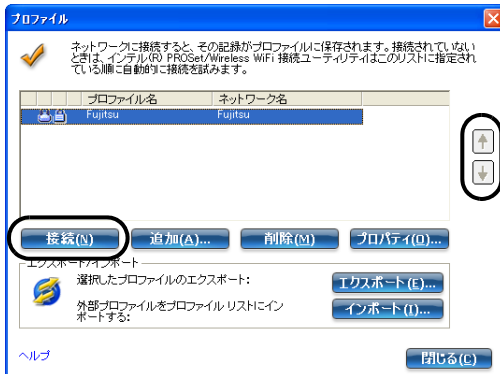 プロファイル
ネットワークに接続すると、その記録がプロファイルに保存されます。接続されていない
ときは、インテル(R) PROSet/Wireless WiFi 接続ユーティリティはこのリストに指定され
ている順に自動的に接続を試みます。
プロファイル名 ネットワーク名
Fujitsu Fujitsu
接続(N) 追加(A)... 削除(M) プロパティ(O)...
エクスポート/インポート
選択したプロファイルのエクスポート: エクスポート(E)...
外部プロファイルをプロファイル リストにイン
ポートする: インポート(I)...
ヘルプ 閉じる(C)